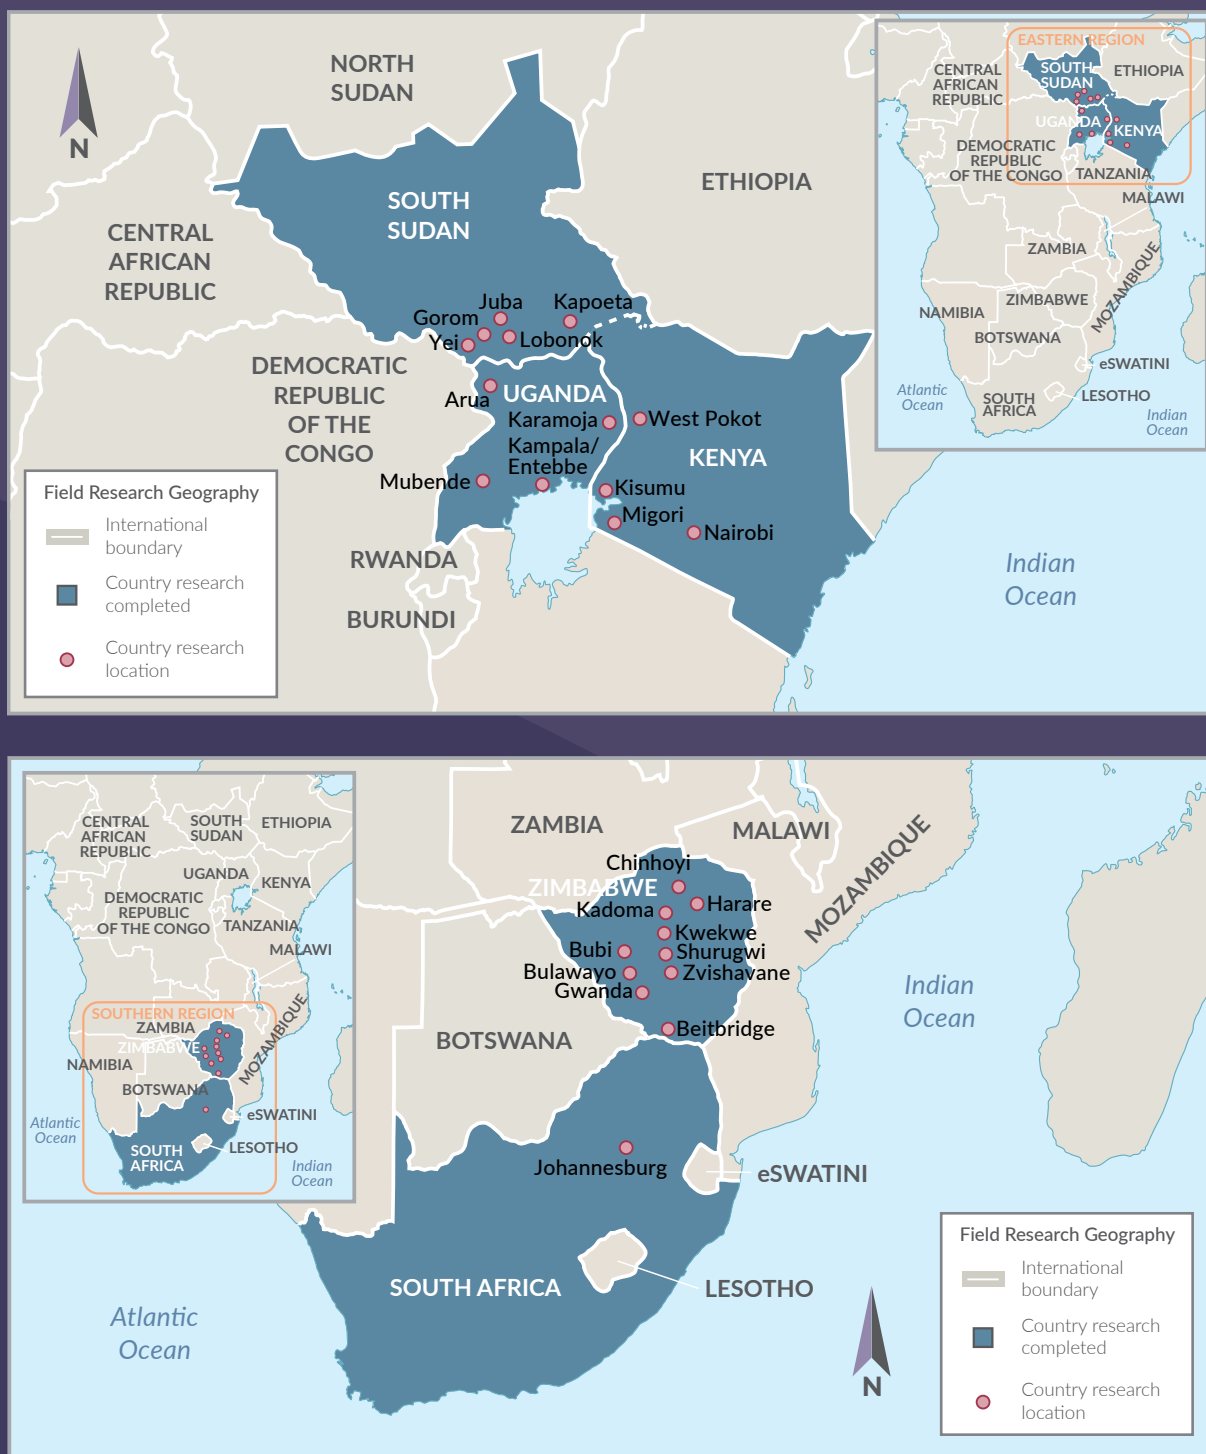 NORTH
SUDAN
N
ETHIOPIA
SOUTH
SUDAN
CENTRAL
AFRICAN
REPUBLIC
Juba
Kapoeta
Gorom
Yei
Lobonok
DEMOCRATIC
REPUBLIC
OF THE
CONGO
UGANDA
Arua
Karamoja
West Pokot
Kampala/
Entebbe
KENYA
Mubende
Kisumu
Migori
Nairobi
RWANDA
BURUNDI
Indian
Ocean
Field Research Geography
International
boundary
Country research
completed
Country research
location
EASTERN REGION
CENTRAL
AFRICAN
REPUBLIC
SOUTH
SUDAN
ETHIOPIA
UGANDA
KENYA
DEMOCRATIC
REPUBLIC
OF THE CONGO
TANZANIA
MALAWI
ZAMBIA
MOZAMBIQUE
ZIMBABWE
NAMIBIA
BOTSWANA
eSWATINI
Atlantic
Ocean
SOUTH
AFRICA
LESOTHO
Indian
Ocean
CENTRAL
AFRICAN
REPUBLIC
SOUTH
SUDAN
ETHIOPIA
UGANDA
KENYA
DEMOCRATIC
REPUBLIC
OF THE CONGO
TANZANIA
MALAWI
SOUTHERN REGION
ZAMBIA
ZIMBABWE
MOZAMBIQUE
NAMIBIA
BOTSWANA
eSWATINI
Atlantic
Ocean
SOUTH
AFRICA
LESOTHO
Indian
Ocean
ZAMBIA
MALAWI
MOZAMBIQUE
Chinhoyi
ZIMBABWE
Harare
Kadoma
Kwekwe
Bubi
Shurugwi
Bulawayo
Zvishavane
Gwanda
Beitbridge
BOTSWANA
Indian
Ocean
Johannesburg
eSWATINI
SOUTH AFRICA
LESOTHO
Atlantic
Ocean
N
Field Research Geography
International
boundary
Country research
completed
Country research
location